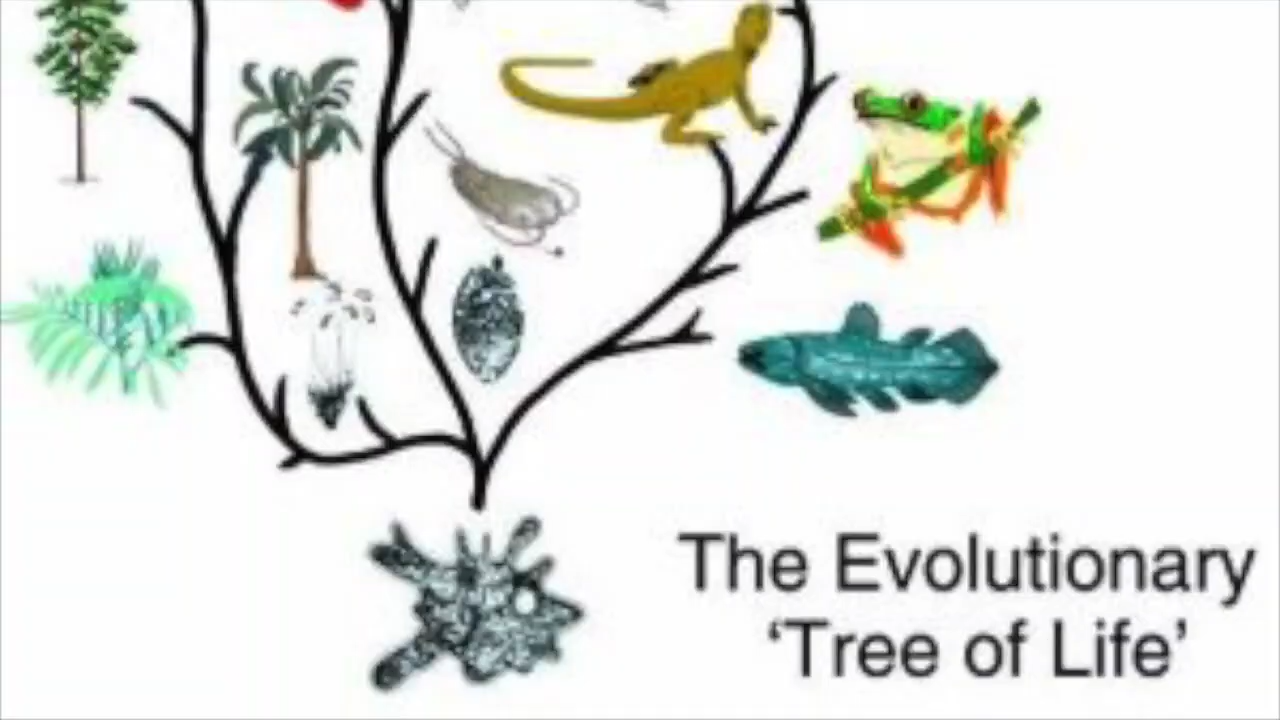 The Evolutionary
‘Tree of Life’